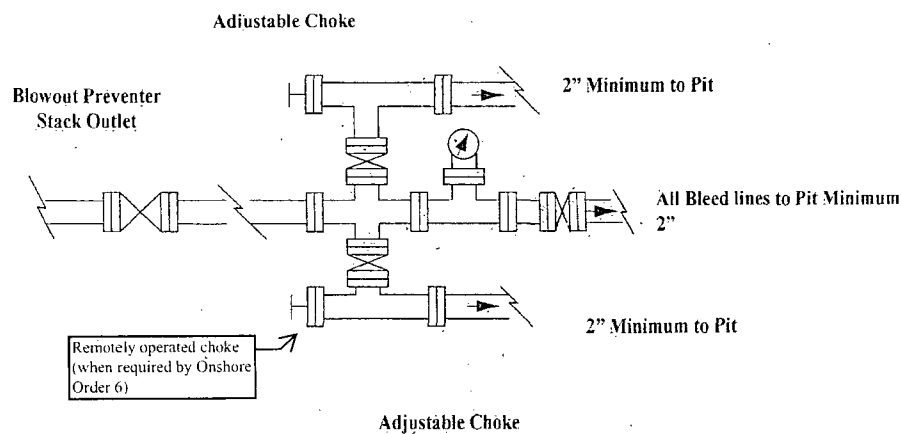 Adjustable Choke
2” Minimum to Pit
Blowout Preventer
Stack Outlet
All Bleed lines to Pit Minimum
2”
2” Minimum to Pit
Remotely operated choke
(when required by Onshore
Order 6)
Adjustable Choke